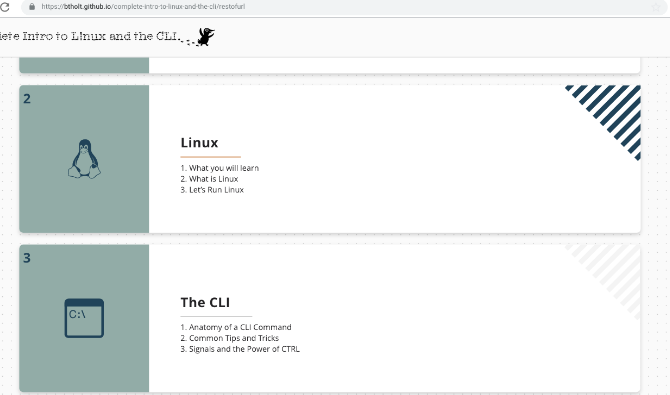 https://btholt.github.io/complete-intro-to-linux-and-the-cli/restofurl
ete Intro to Linux and the CLI.
2
Linux
1. What you will learn
2. What is Linux
3. Let's Run Linux
3
C:\
The CLI
1. Anatomy of a CLI Command
2. Common Tips and Tricks
3. Signals and the Power of CTRL